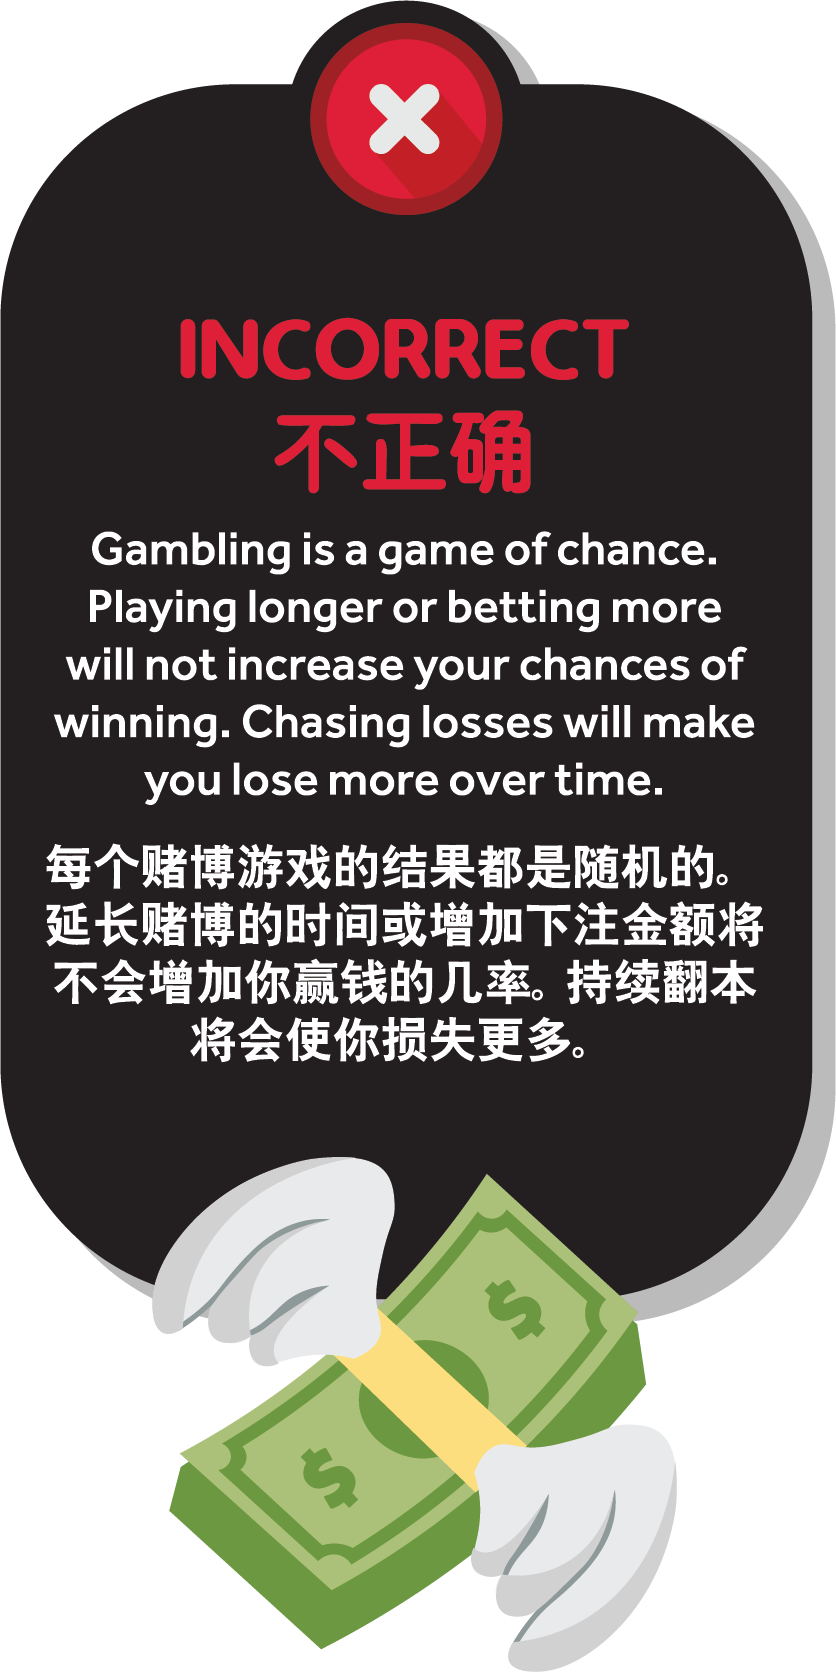 INCORRECT
不正确
Gambling is a game of chance.
Playing longer or betting more
will not increase your chances of
winning. Chasing losses will make
you lose more over time.
每个赌博游戏的结果都是随机的。
延长赌博的时间或增加下注金额将
不会增加你赢钱的几率。持续翻本
将会使你损失更多。
$
$